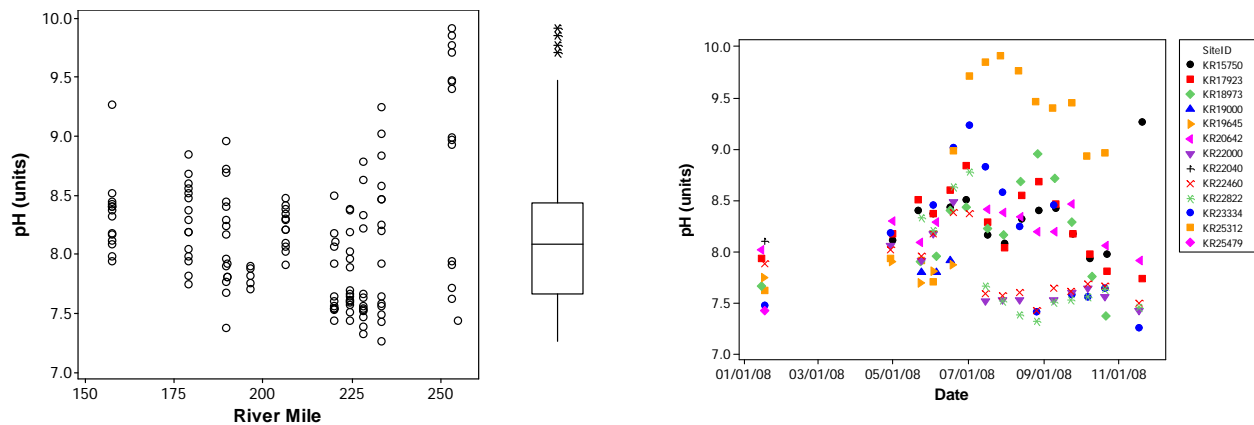 pH (units)
10.0
9.5
9.0
8.5
8.0
7.5
7.0
150
175
200
225
250
River Mile
pH (units)
10.0
9.5
9.0
8.5
8.0
7.5
7.0
01/01/08
03/01/08
05/01/08
07/01/08
09/01/08
11/01/08
Date
SiteID
KR15750
KR17923
KR18973
KR19000
KR19645
KR20642
KR22000
KR22040
KR22460
KR22822
KR23334
KR25312
KR25479